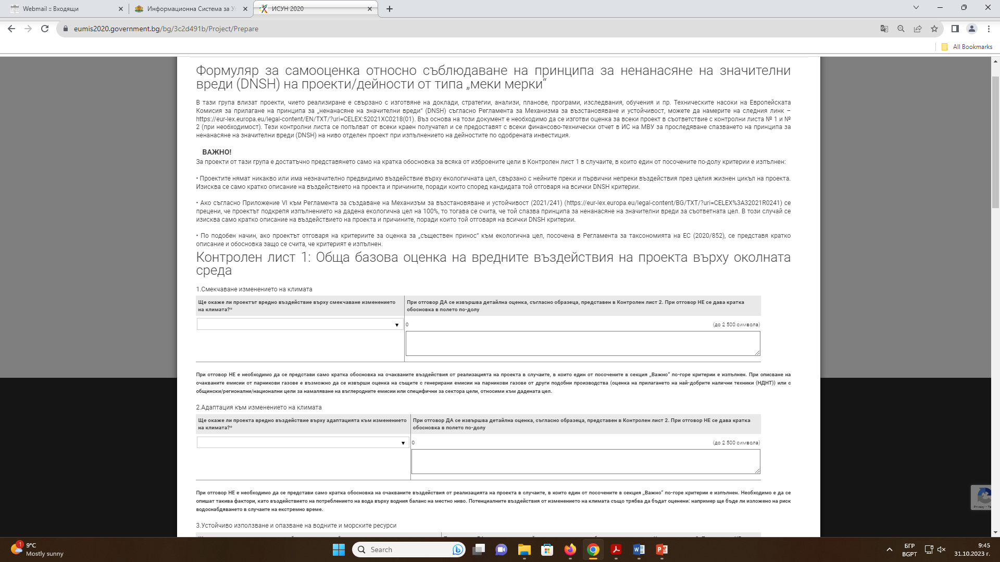 Webmail :: Входящи
Информационна Система за У
ИСУН 2020
eumis2020.government.bg/bg/3c2d491b/Project/Prepare
All Bookmarks
Формуляр за самооценка относно съблюдаване на принципа за ненанасяне на значителни
вреди (DNSH) на проекти/дейности от типа „меки мерки“
В тази група влизат проекти, чието реализиране е свързано с изготвяне на доклади, стратегии, анализи, планове, програми, изследвания, обучения и пр. Техническите насоки на Европейската
Комисия за прилагане на принципа за „ненанасяне на значителни вреди“ (DNSH) съгласно Регламента за Механизма за възстановяване и устойчивост, можете да намерите на следния линк –
https://eur-lex.europa.eu/legal-content/EN/TXT/?uri=CELEX:52021XC0218(01). Въз основа на този документ е необходимо да се изготви оценка за всеки проект в съответствие с контролни листа № 1 и №
2 (при необходимост). Тези контролни листа се попълват от всеки краен получател и се предоставят с всеки финансово-технически отчет в ИС на МВУ за проследяване спазването на принципа за
ненанасяне на значителни вреди (DNSH) на ниво отделен проект при изпълнението на дейностите по одобрената инвестиция.
ВАЖНО!
За проекти от тази група е достатъчно представянето само на кратка обосновка за всяка от изброените цели в Контролен лист 1 в случаите, в които един от посочените по-долу критерии е изпълнен:
• Проектите нямат никакво или има незначително предвидимо въздействие върху екологичната цел, свързано с нейните преки и първични непреки въздействия през целия жизнен цикъл на проекта.
Изисква се само кратко описание на въздействието на проекта и причините, поради които според кандидата той отговаря на всички DNSH критерии.
• Ако съгласно Приложение VI към Регламента за създаване на Механизъм за възстановяване и устойчивост (2021/241) (https://eur-lex.europa.eu/legal-content/BG/TXT/?uri=CELEX%3A32021R0241) се
прецени, че проектът подкрепя изпълнението на дадена екологична цел на 100%, то тогава се счита, че той спазва принципа за ненанасяне на значителни вреди за съответната цел. В този случай се
изисква само кратко описание на въздействието на проекта и причините, поради които той отговаря на всички DNSH критерии.
• По подобен начин, ако проектът отговаря на критериите за оценка за „съществен принос“ към екологична цел, посочена в Регламента за таксономията на ЕС (2020/852), се представя кратко
описание и обосновка защо се счита, че критерият е изпълнен.
Контролен лист 1: Обща базова оценка на вредните въздействия на проекта върху околната
среда
1.Смекчаване изменението на климата
Ще окаже ли проектът вредно въздействие върху смекчаване изменението
на климата?*
При отговор ДА се извършва детайлна оценка, съгласно образеца, представен в Контролен лист 2. При отговор НЕ се дава кратка
обосновка в полето по-долу
0
(до 2 500 символа)
При отговор НЕ е необходимо да се представи само кратка обосновка на очакваните въздействия от реализацията на проекта в случаите, в които един от посочените в секция „Важно“ по-горе критерии е изпълнен. При описване на
очакваните емисии от парникови газове е възможно да се извърши оценка на същите с генерирани емисии на парникови газове от други подобни производства (оценка на прилагането на най-добрите налични техники (НДНТ)) или с
общински/регионални/национални цели за намаляване на въглеродните емисии или специфични за сектора цели, относими към дадената цел.
2.Адаптация към изменението на климата
Ще окаже ли проекта вредно въздействие върху адаптацията към изменението
на климата?*
При отговор ДА се извършва детайлна оценка, съгласно образеца, представен в Контролен лист 2. При отговор НЕ се дава кратка
обосновка в полето по-долу
0
(до 2 500 символа)
При отговор НЕ е необходимо да се представи само кратка обосновка на очакваните въздействия от реализацията на проекта в случаите, в които един от посочените в секция „Важно“ по-горе критерии е изпълнен. Необходимо е да се
опишат такива фактори, като въздействието на потреблението на вода върху водния баланс на местно ниво. Потенциалните въздействия от изменението на климата също трябва да бъдат оценени: например ще бъде ли изложено на риск
водоснабдяването в случаите на екстремно време.
3.Устойчиво използване и опазване на водните и морските ресурси
Privacy • Te
1
9°C
Mostly sunny
Search
БГР
BGPT
9:45
31.10.2023 г.